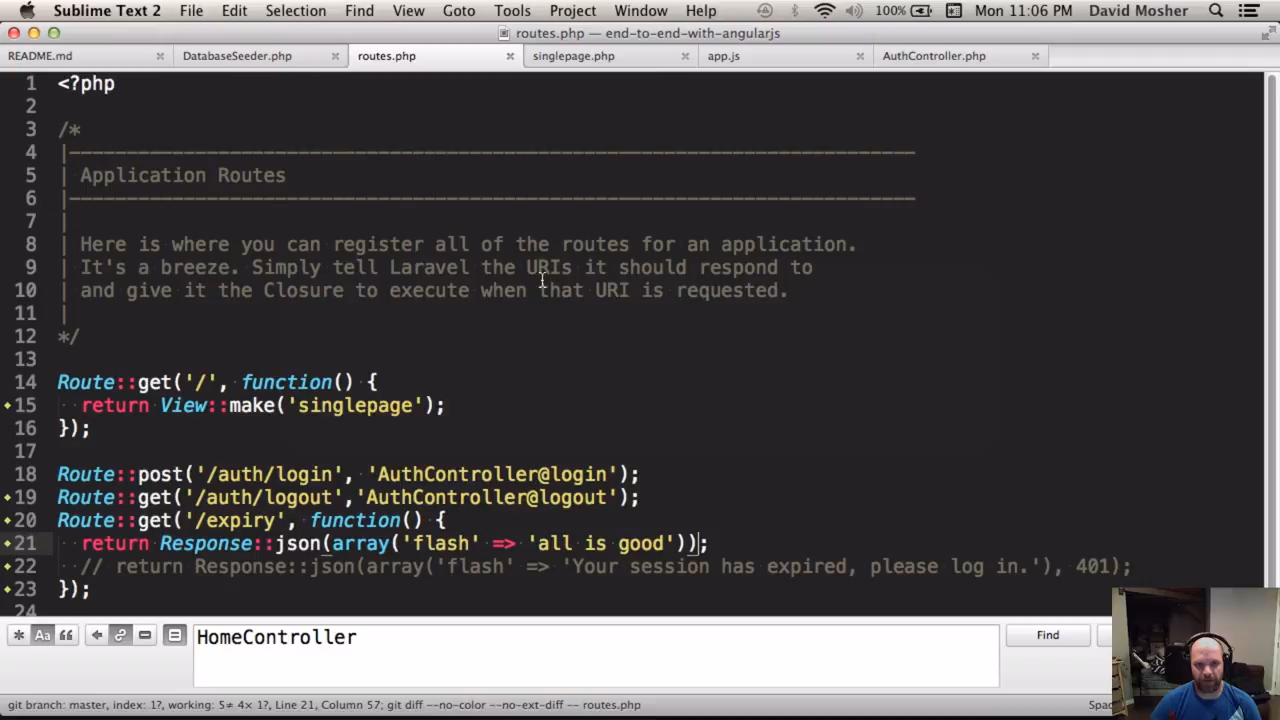 Sublime Text 2 File Edit Selection Find View Goto Tools Project Window Help 100% Mon 11:06 PM David Mosher
routes.php — end-to-end-with-angularjs
README.md DatabaseSeeder.php routes.php singlepage.php app.js AuthController.php
1 <?php
2
3 /*
4 |--------------------------------------------------------------------------
5 | Application Routes
6 |--------------------------------------------------------------------------
7 |
8 | Here is where you can register all of the routes for an application.
9 | It's a breeze. Simply tell Laravel the URIs it should respond to
10 | and give it the Closure to execute when that URI is requested.
11 |
12 */
13
14 Route::get('/', function() {
15 return View::make('singlepage');
16 });
17
18 Route::post('/auth/login', 'AuthController@login');
19 Route::get('/auth/logout','AuthController@logout');
20 Route::get('/expiry', function() {
21 return Response::json(array('flash' => 'all is good'));
22 // return Response::json(array('flash' => 'Your session has expired, please log in.'), 401);
23 });
24
HomeController
Find
git branch: master, index: 1?, working: 5≠ 4× 1?, Line 21, Column 57; git diff --no-color --no-ext-diff -- routes.php